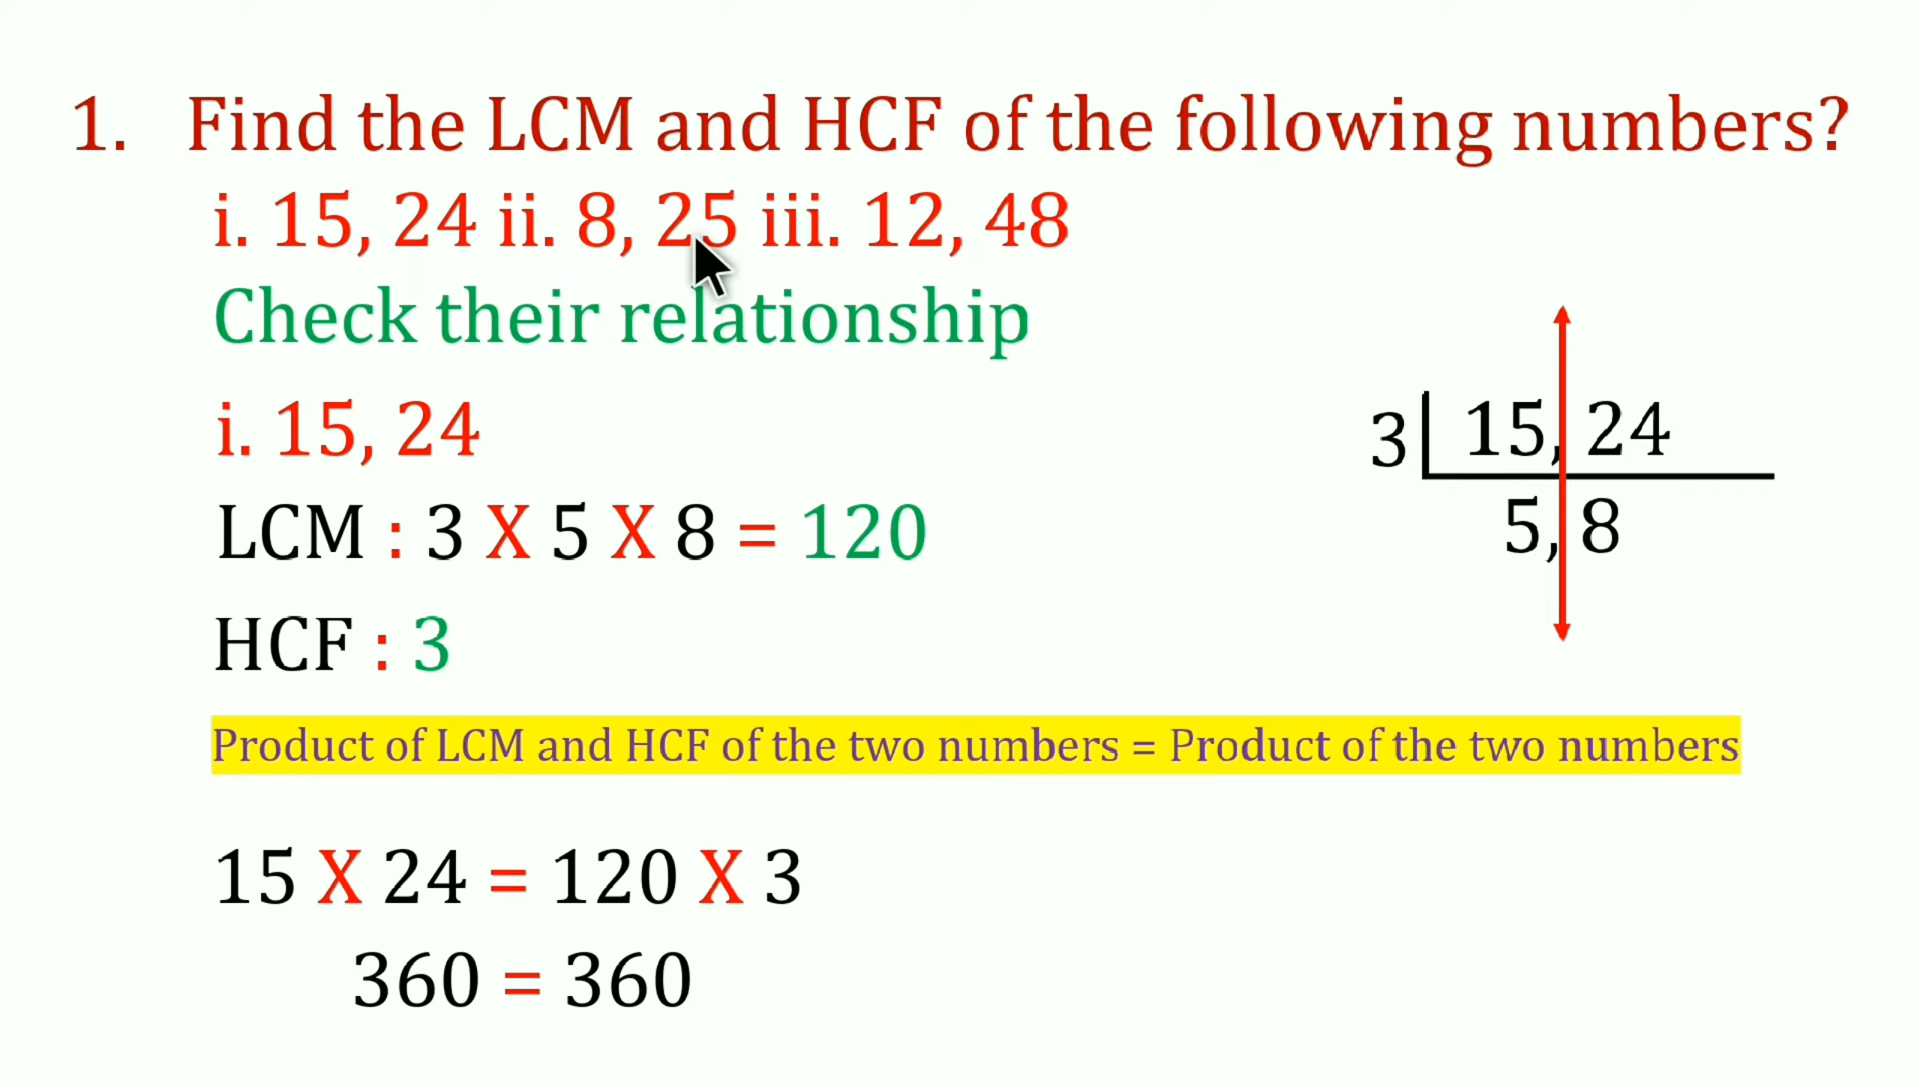 1. Find the LCM and HCF of the following numbers?
i. 15, 24 ii. 8, 25 iii. 12, 48
Check their relationship
i. 15, 24
LCM : 3 X 5 X 8 = 120
HCF : 3
3 15, 24
5, 8
Product of LCM and HCF of the two numbers = Product of the two numbers
15 X 24 = 120 X 3
360 = 360